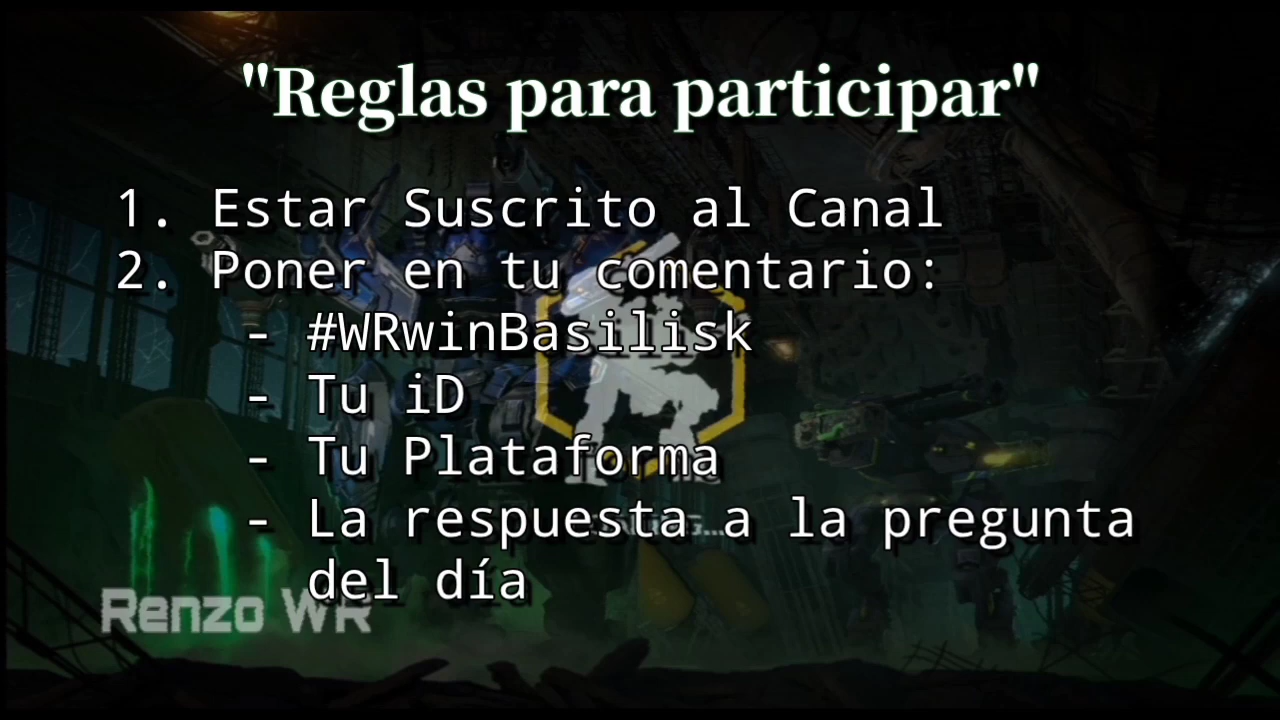 "Reglas para participar"
1. Estar Suscrito al Canal
2. Poner en tu comentario:
- #WRwinBasilisk
- Tu iD
- Tu Plataforma
- La respuesta a la pregunta
del día
Renzo WR